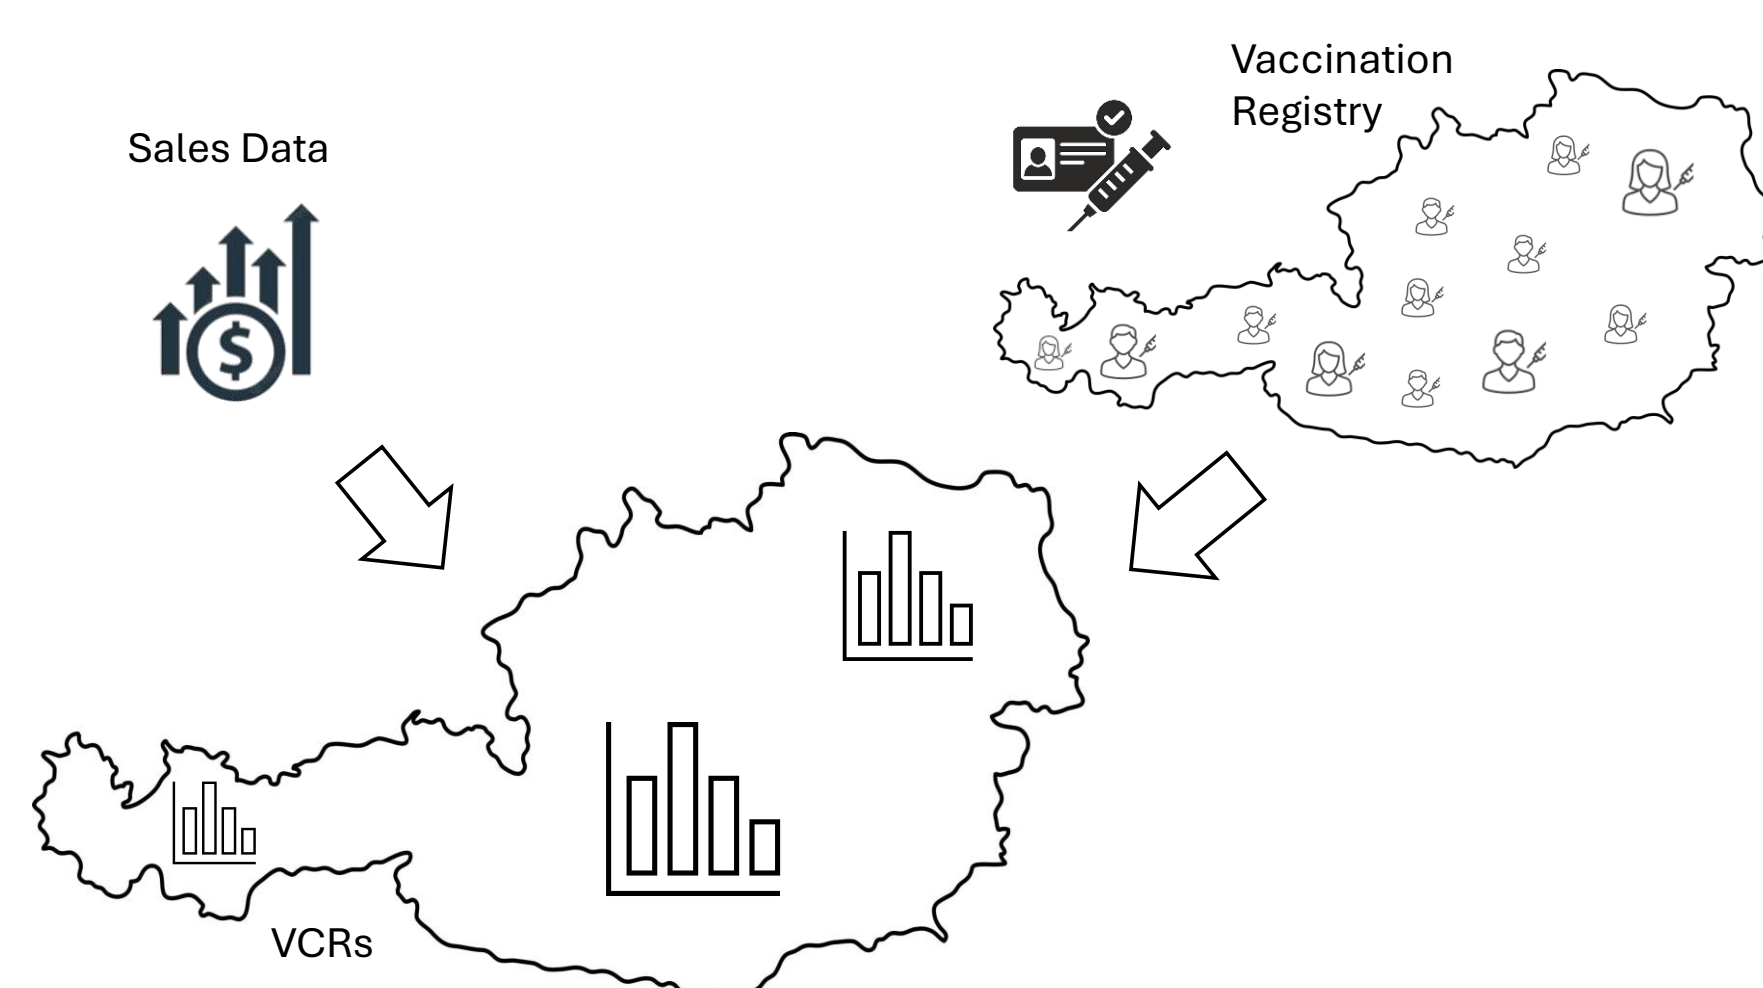 Sales Data
Vaccination
Registry
$
VCRs